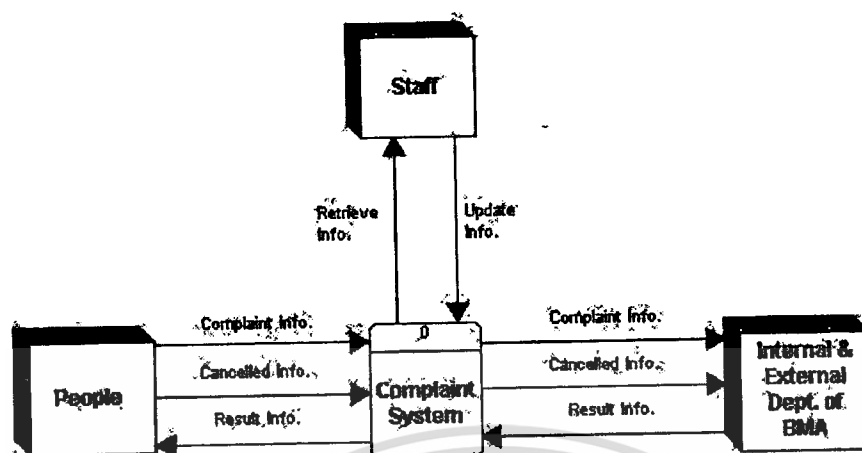 Staff
Retrieve
Info.
Update
Info.
Complaint Info.
Cancelled Info.
Result Info.
People
0
Complaint
System
Complaint Info.
Cancelled Info.
Result Info.
Internal &
External
Dept. of
BMA